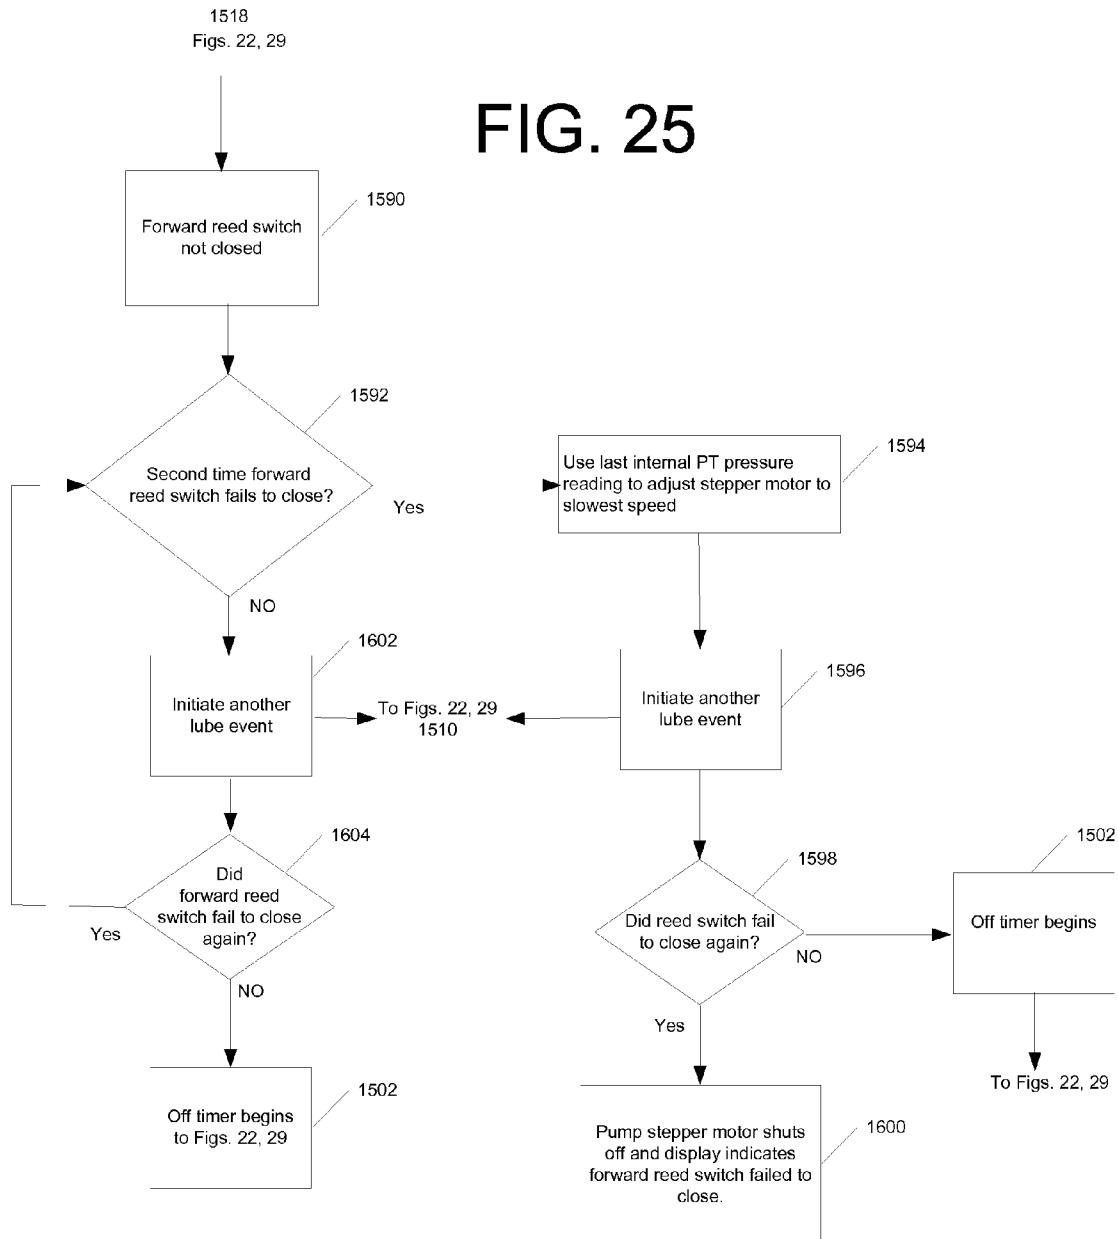 1518
Figs. 22, 29
FIG. 25
1590
Forward reed switch
not closed
1592
Second time forward
reed switch fails to close?
Yes
NO
1594
Use last internal PT pressure
reading to adjust stepper motor to
slowest speed
1602
Initiate another
lube event
To Figs. 22, 29
1510
1596
Initiate another
lube event
1604
Did
forward reed
switch fail to close
again?
Yes
NO
1598
Did reed switch fail
to close again?
NO
Yes
1502
Off timer begins
To Figs. 22, 29
1502
Off timer begins
to Figs. 22, 29
1600
Pump stepper motor shuts
off and display indicates
forward reed switch failed to
close.